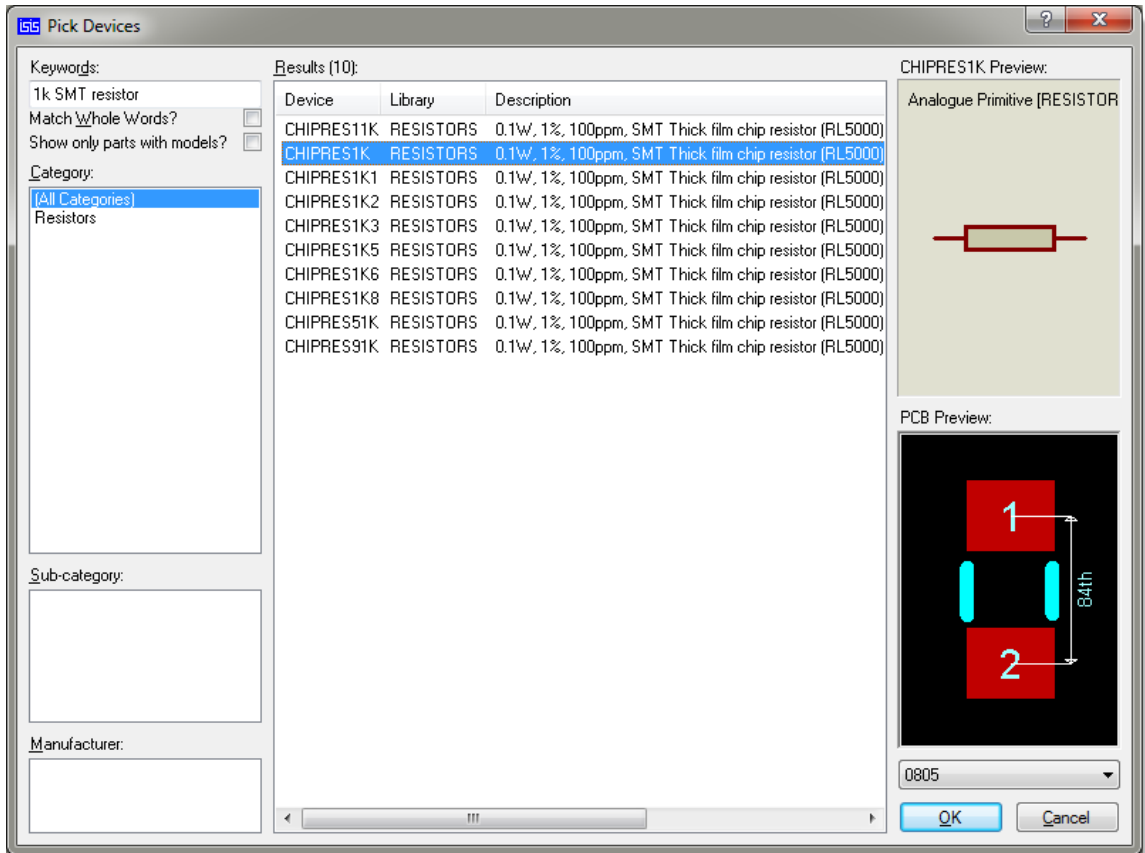 isis Pick Devices
Keywords:
1k SMT resistor
Match Whole Words?
Show only parts with models?
Category:
(All Categories)
Resistors
Sub-category:
Manufacturer:
Results (10):
Device Library Description
CHIPRES11K RESISTORS 0.1W, 1%, 100ppm, SMT Thick film chip resistor (RL5000)
CHIPRES1K RESISTORS 0.1W, 1%, 100ppm, SMT Thick film chip resistor (RL5000)
CHIPRES1K1 RESISTORS 0.1W, 1%, 100ppm, SMT Thick film chip resistor (RL5000)
CHIPRES1K2 RESISTORS 0.1W, 1%, 100ppm, SMT Thick film chip resistor (RL5000)
CHIPRES1K3 RESISTORS 0.1W, 1%, 100ppm, SMT Thick film chip resistor (RL5000)
CHIPRES1K5 RESISTORS 0.1W, 1%, 100ppm, SMT Thick film chip resistor (RL5000)
CHIPRES1K6 RESISTORS 0.1W, 1%, 100ppm, SMT Thick film chip resistor (RL5000)
CHIPRES1K8 RESISTORS 0.1W, 1%, 100ppm, SMT Thick film chip resistor (RL5000)
CHIPRES51K RESISTORS 0.1W, 1%, 100ppm, SMT Thick film chip resistor (RL5000)
CHIPRES91K RESISTORS 0.1W, 1%, 100ppm, SMT Thick film chip resistor (RL5000)
CHIPRES1K Preview:
Analogue Primitive [RESISTOR
PCB Preview:
1
84th
2
0805
OK Cancel